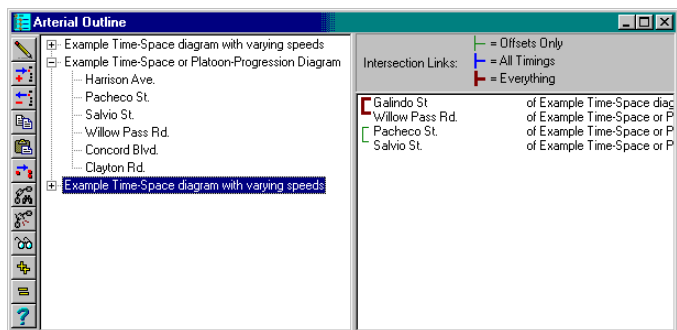 Arterial Outline
Example Time-Space diagram with varying speeds
Example Time-Space or Platoon-Progression Diagram
Harrison Ave.
Pacheco St.
Salvio St.
Willow Pass Rd.
Concord Blvd.
Clayton Rd.
Example Time-Space diagram with varying speeds
Intersection Links:
= Offsets Only
= All Timings
= Everything
Galindo St of Example Time-Space diag
Willow Pass Rd. of Example Time-Space or P
Pacheco St. of Example Time-Space or P
Salvio St. of Example Time-Space or P